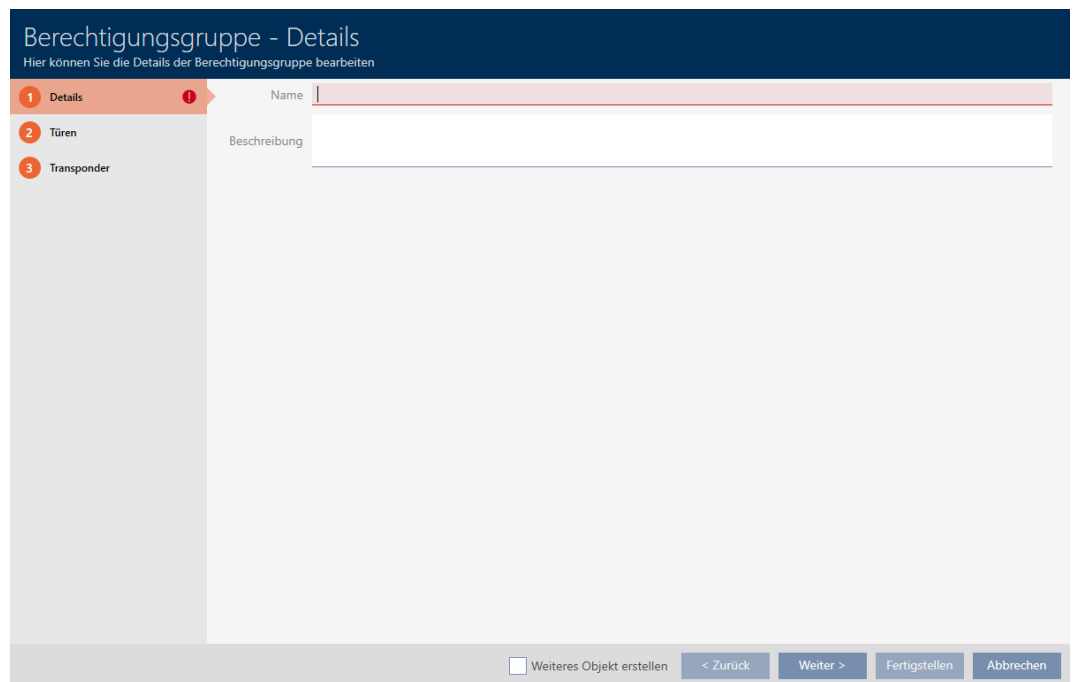 Berechtigungsgruppe - Details
Hier können Sie die Details der Berechtigungsgruppe bearbeiten
1 Details !
2 Türen
3 Transponder
Name
Beschreibung
Weiteres Objekt erstellen < Zurück Weiter > Fertigstellen Abbrechen